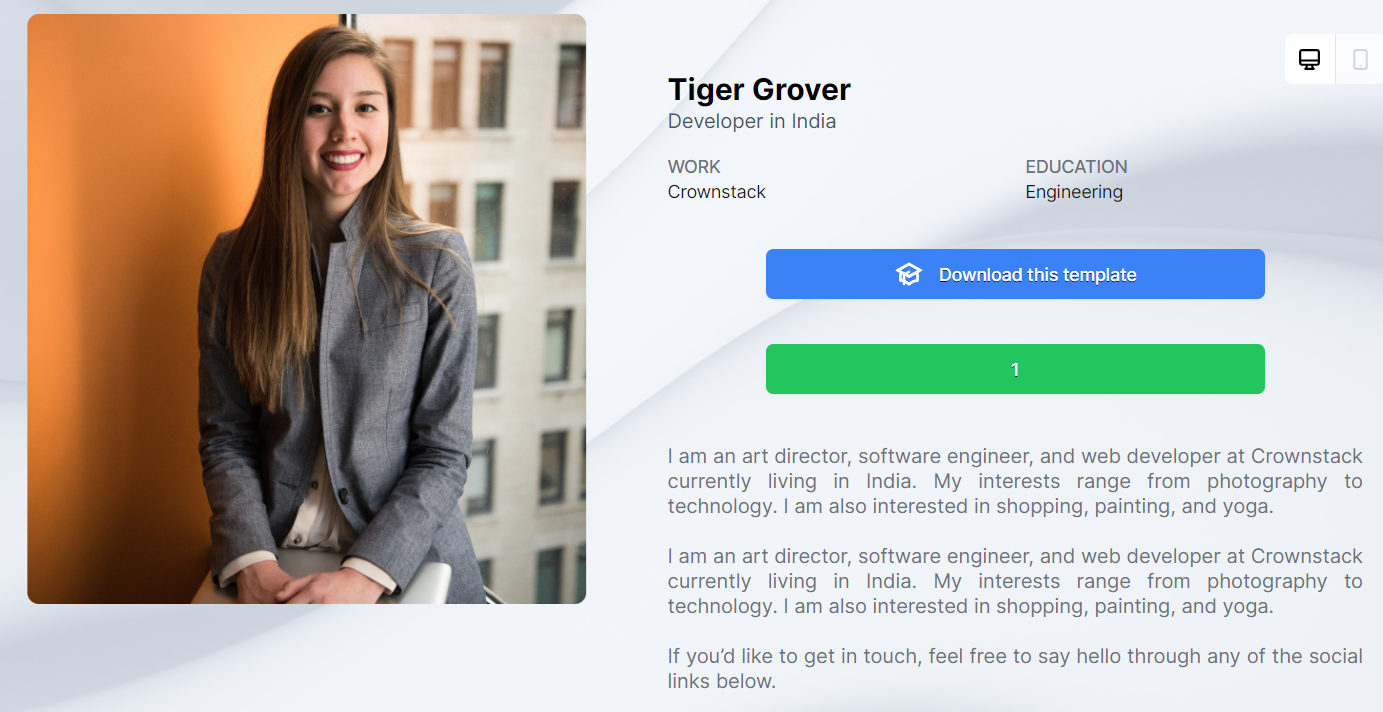 Tiger Grover
Developer in India
WORK
EDUCATION
Crownstack
Engineering
Download this template
1
I am an art director, software engineer, and web developer at Crownstack
currently living in India. My interests range from photography to
technology. I am also interested in shopping, painting, and yoga.
I am an art director, software engineer, and web developer at Crownstack
currently living in India. My interests range from photography to
technology. I am also interested in shopping, painting, and yoga.
If you’d like to get in touch, feel free to say hello through any of the social
links below.